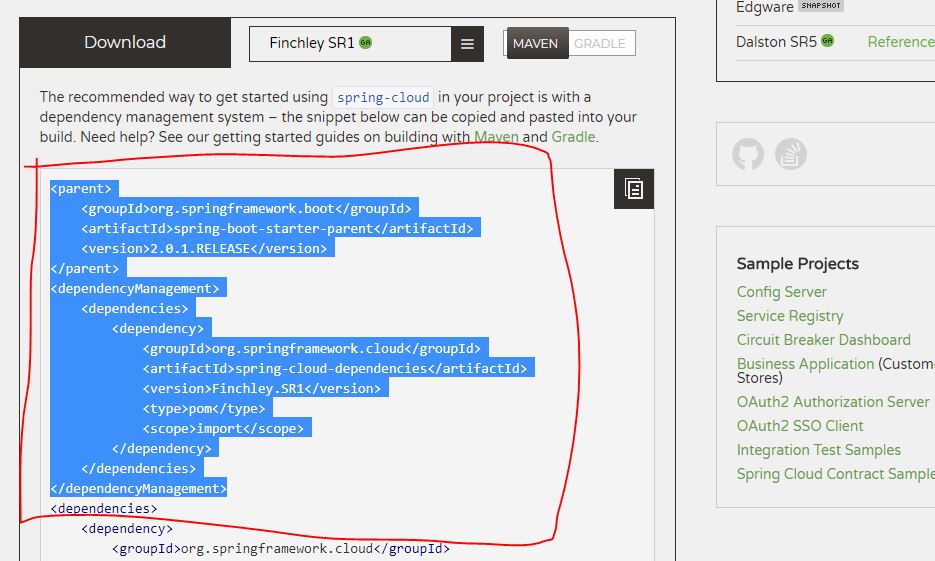 Download
Finchley SR1 GA
MAVEN GRADLE
The recommended way to get started using spring-cloud in your project is with a
dependency management system – the snippet below can be copied and pasted into your
build. Need help? See our getting started guides on building with Maven and Gradle.
<parent>
    <groupId>org.springframework.boot</groupId>
    <artifactId>spring-boot-starter-parent</artifactId>
    <version>2.0.1.RELEASE</version>
</parent>
<dependencyManagement>
    <dependencies>
        <dependency>
            <groupId>org.springframework.cloud</groupId>
            <artifactId>spring-cloud-dependencies</artifactId>
            <version>Finchley.SR1</version>
            <type>pom</type>
            <scope>import</scope>
        </dependency>
    </dependencies>
</dependencyManagement>
<dependencies>
    <dependency>
        <groupId>org.springframework.cloud</groupId>
Edgware SNAPSHOT
Dalston SR5 GA Reference
Sample Projects
Config Server
Service Registry
Circuit Breaker Dashboard
Business Application (Custom
Stores)
OAuth2 Authorization Server
OAuth2 SSO Client
Integration Test Samples
Spring Cloud Contract Sample